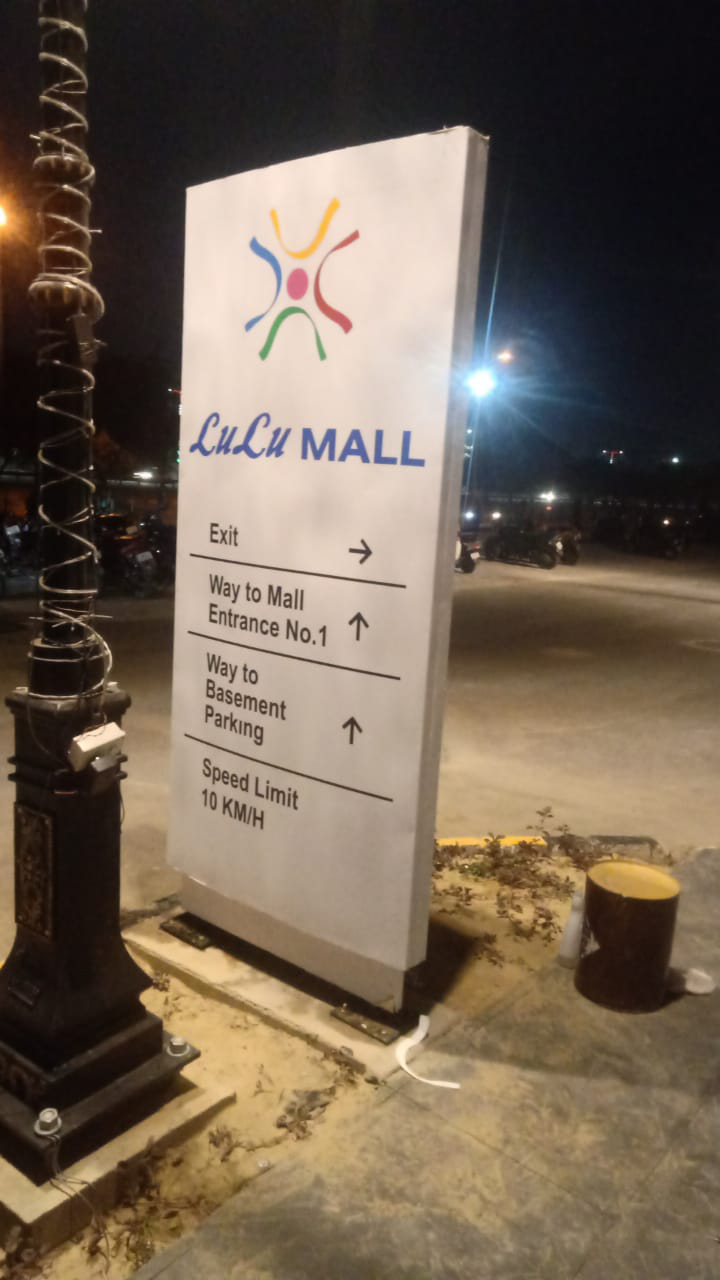 LuLu MALL
Exit →
Way to Mall
Entrance No.1 ↑
Way to
Basement
Parking ↑
Speed Limit
10 KM/H